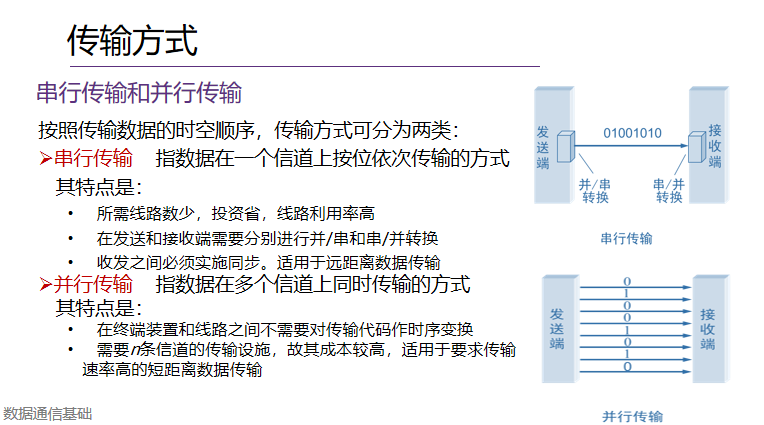 传输方式
串行传输和并行传输
按照传输数据的时空顺序，传输方式可分为两类：
➢串行传输 指数据在一个信道上按位依次传输的方式
其特点是：
• 所需线路数少，投资省，线路利用率高
• 在发送和接收端需要分别进行并/串和串/并转换
• 收发之间必须实施同步。适用于远距离数据传输
➢并行传输 指数据在多个信道上同时传输的方式
其特点是：
• 在终端装置和线路之间不需要对传输代码作时序变换
• 需要n条信道的传输设施，故其成本较高，适用于要求传输
速率高的短距离数据传输
数据通信基础
发送端
01001010
接收端
并/串
转换
串/并
转换
串行传输
发送端
0
1
0
0
1
0
1
0
接收端
并行传输